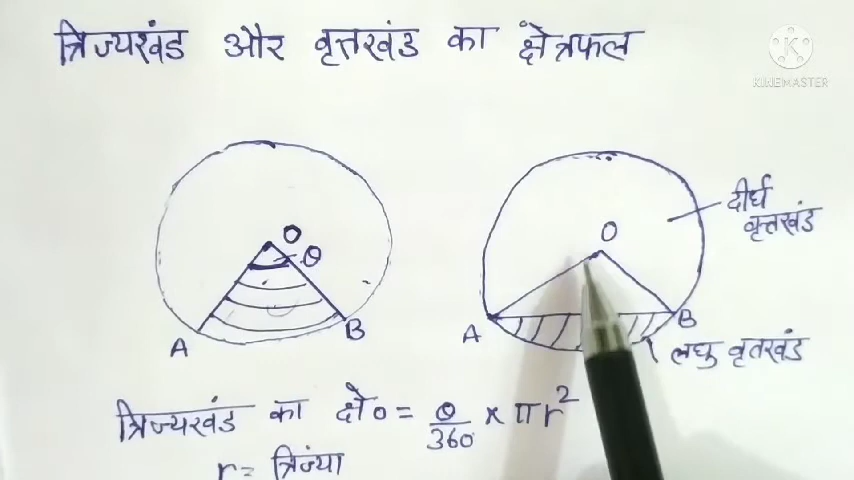 त्रिज्यखंड और वृत्तखंड का क्षेत्रफल
K
KINEMASTER
O
θ
A
B
दीर्घ
वृत्तखंड
O
A
B
लघु वृतखंड
त्रिज्यखंड का क्षे० = θ/360 × πr²
r = त्रिज्या